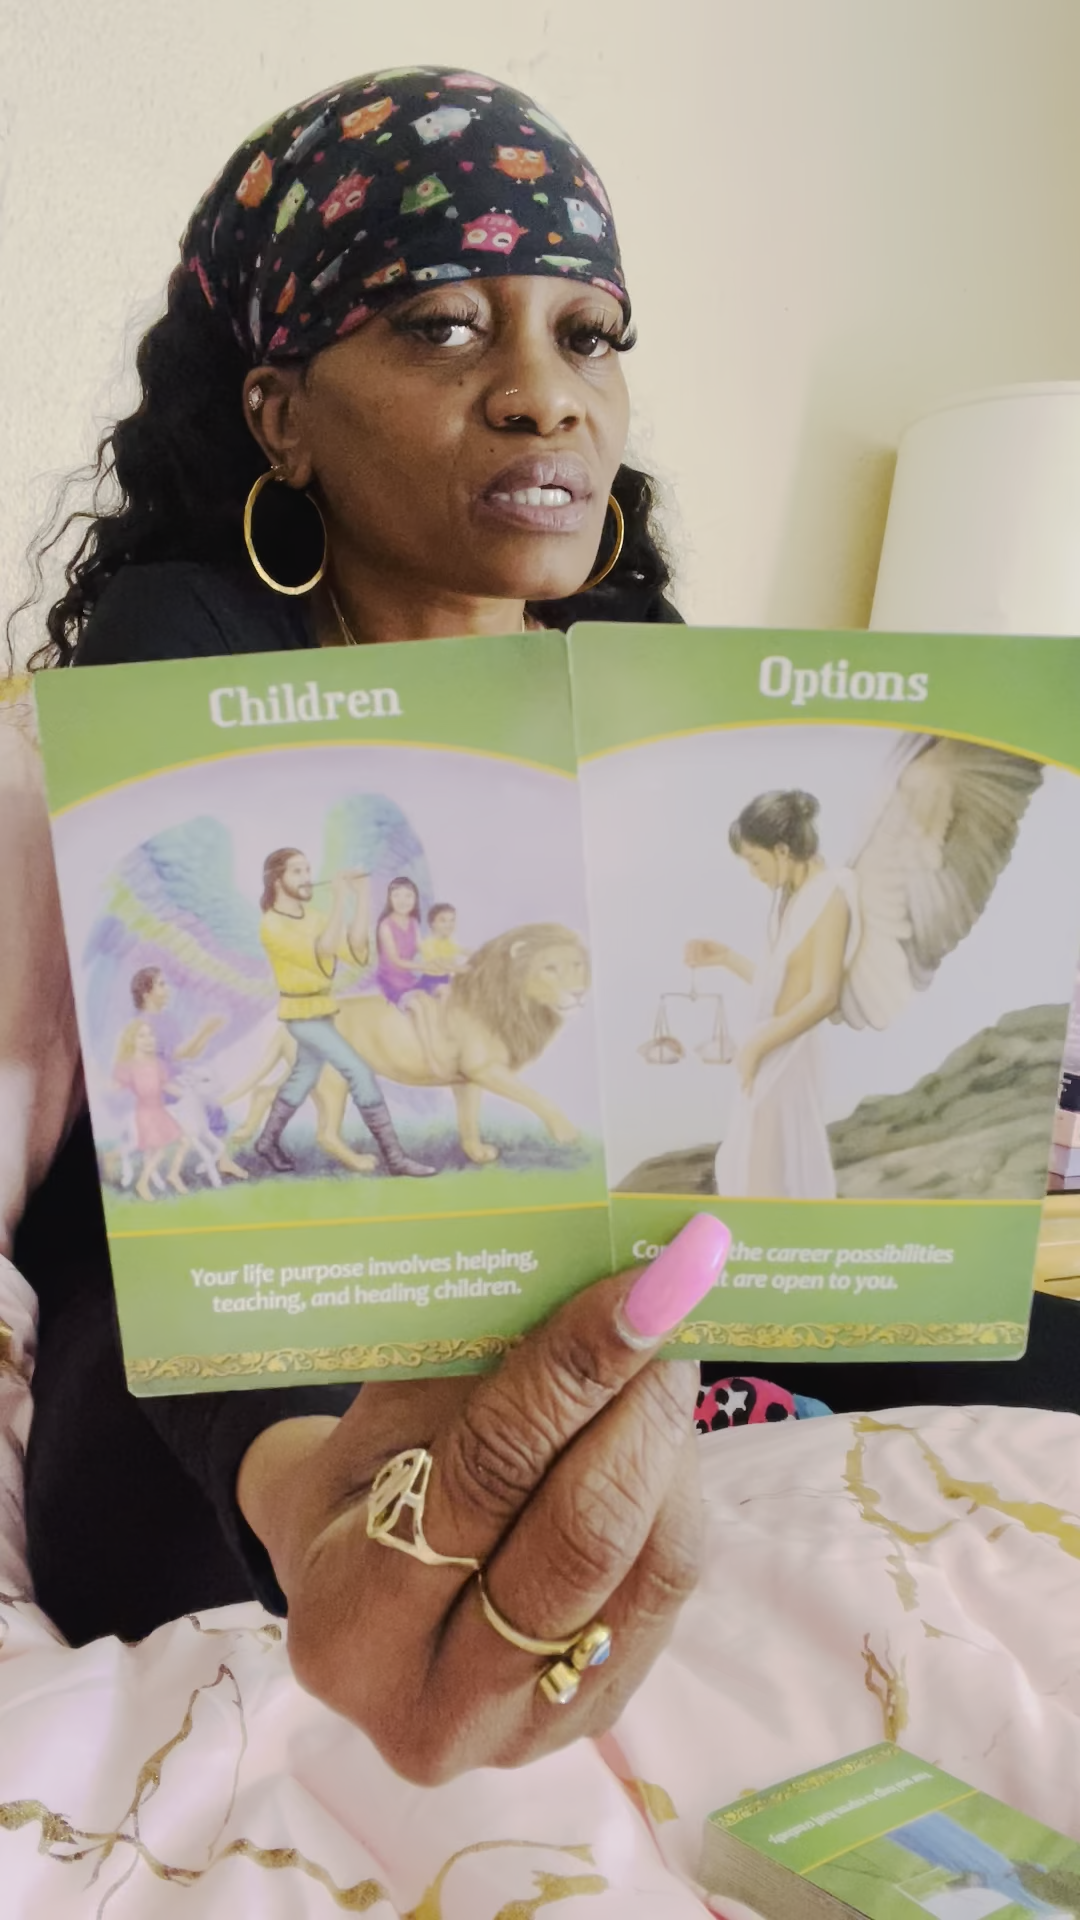 Children
Your life purpose involves helping,
teaching, and healing children.
Options
the career possibilities
are open to you.